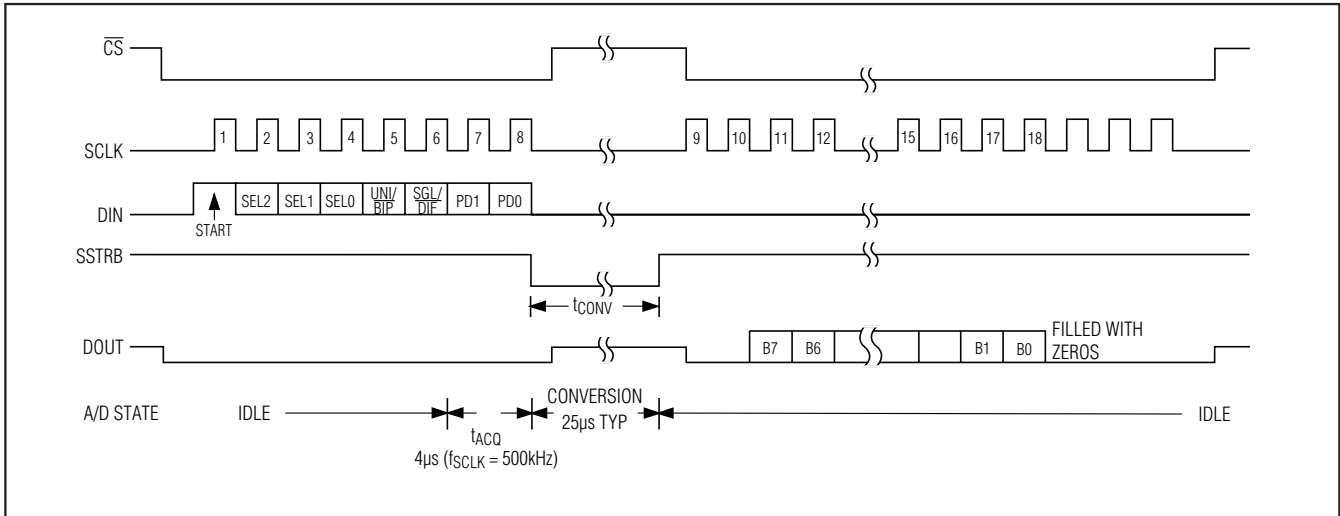 CS
SCLK
1 2 3 4 5 6 7 8 9 10 11 12 15 16 17 18
DIN
SEL2 SEL1 SEL0 UNI/BIP SGL/DIF PD1 PD0
START
SSTRB
tCONV
DOUT
B7 B6 B1 B0
FILLED WITH
ZEROS
A/D STATE IDLE CONVERSION IDLE
25µs TYP
tACQ
4µs (fSCLK = 500kHz)